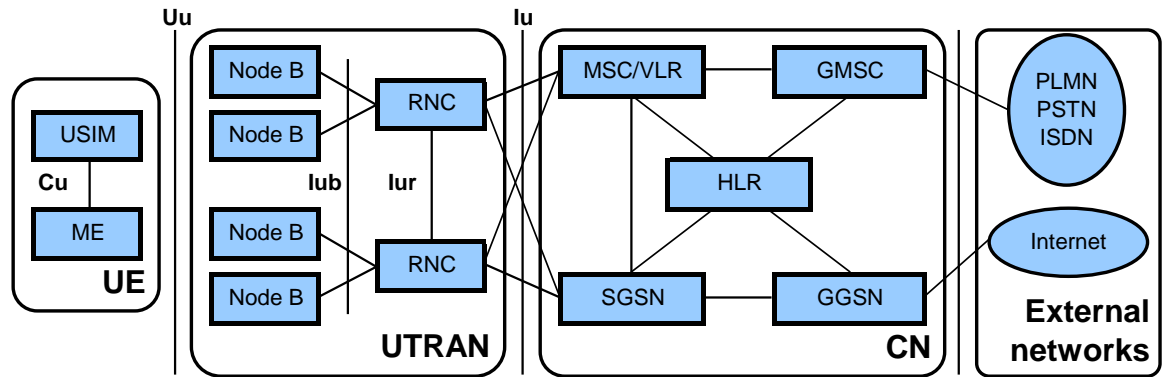 Uu
Iu
Node B
MSC/VLR
GMSC
PLMN
PSTN
ISDN
RNC
USIM
Node B
Cu
Iub
Iur
HLR
ME
Node B
Internet
RNC
UE
Node B
SGSN
GGSN
UTRAN
CN
External
networks